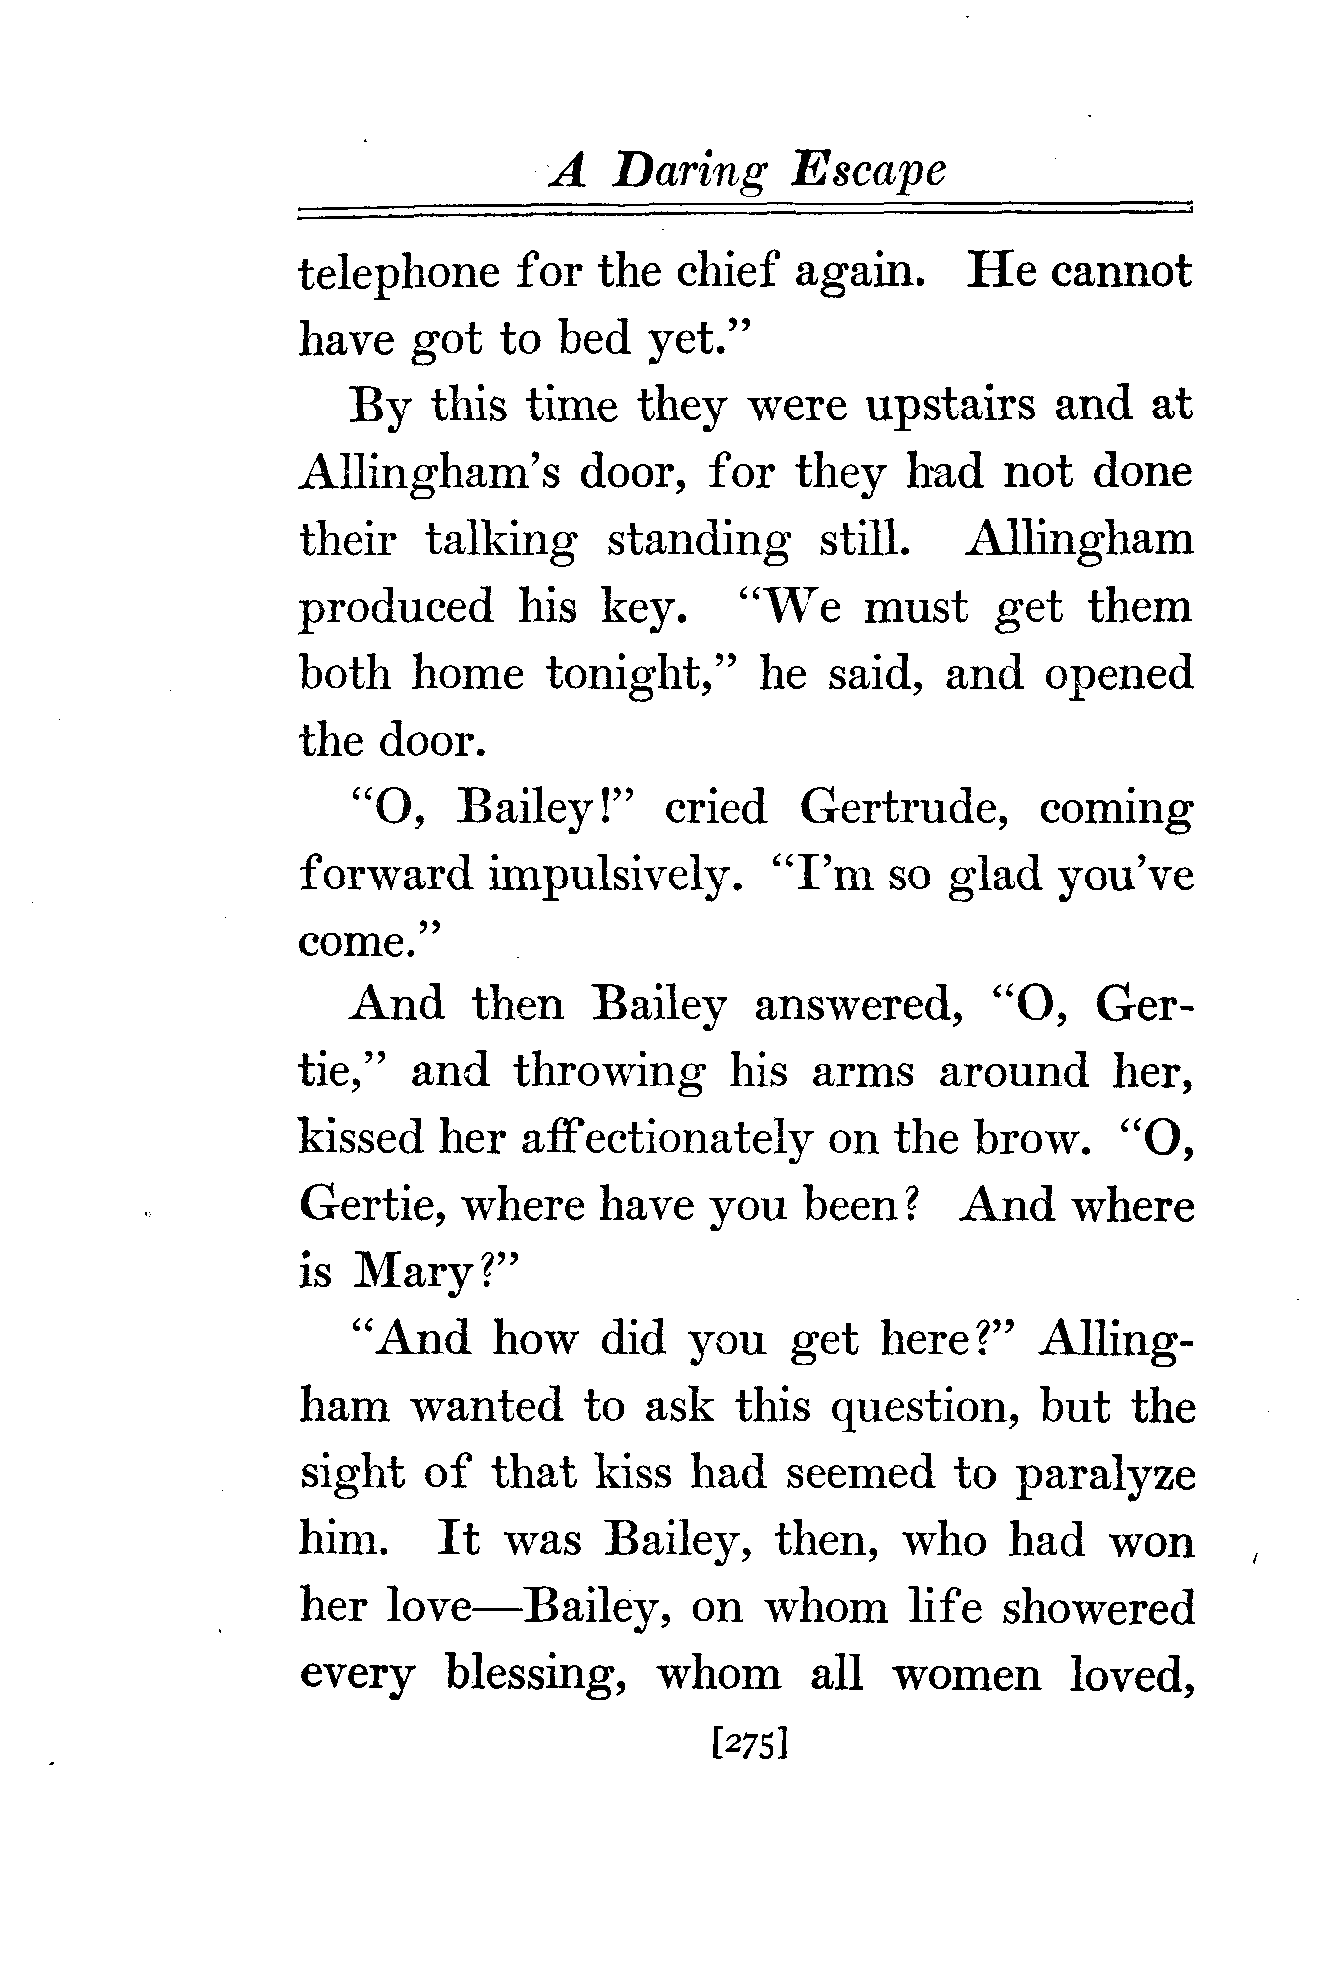 A Daring Escape
telephone for the chief again. He cannot
have got to bed yet."
By this time they were upstairs and at
Allingham's door, for they had not done
their talking standing still. Allingham
produced his key. "We must get them
both home tonight," he said, and opened
the door.
"O, Bailey!" cried Gertrude, coming
forward impulsively. "I'm so glad you've
come."
And then Bailey answered, "O, Ger-
tie," and throwing his arms around her,
kissed her affectionately on the brow. "O,
Gertie, where have you been? And where
is Mary?"
"And how did you get here?" Alling-
ham wanted to ask this question, but the
sight of that kiss had seemed to paralyze
him. It was Bailey, then, who had won
her love—Bailey, on whom life showered
every blessing, whom all women loved,
[275]